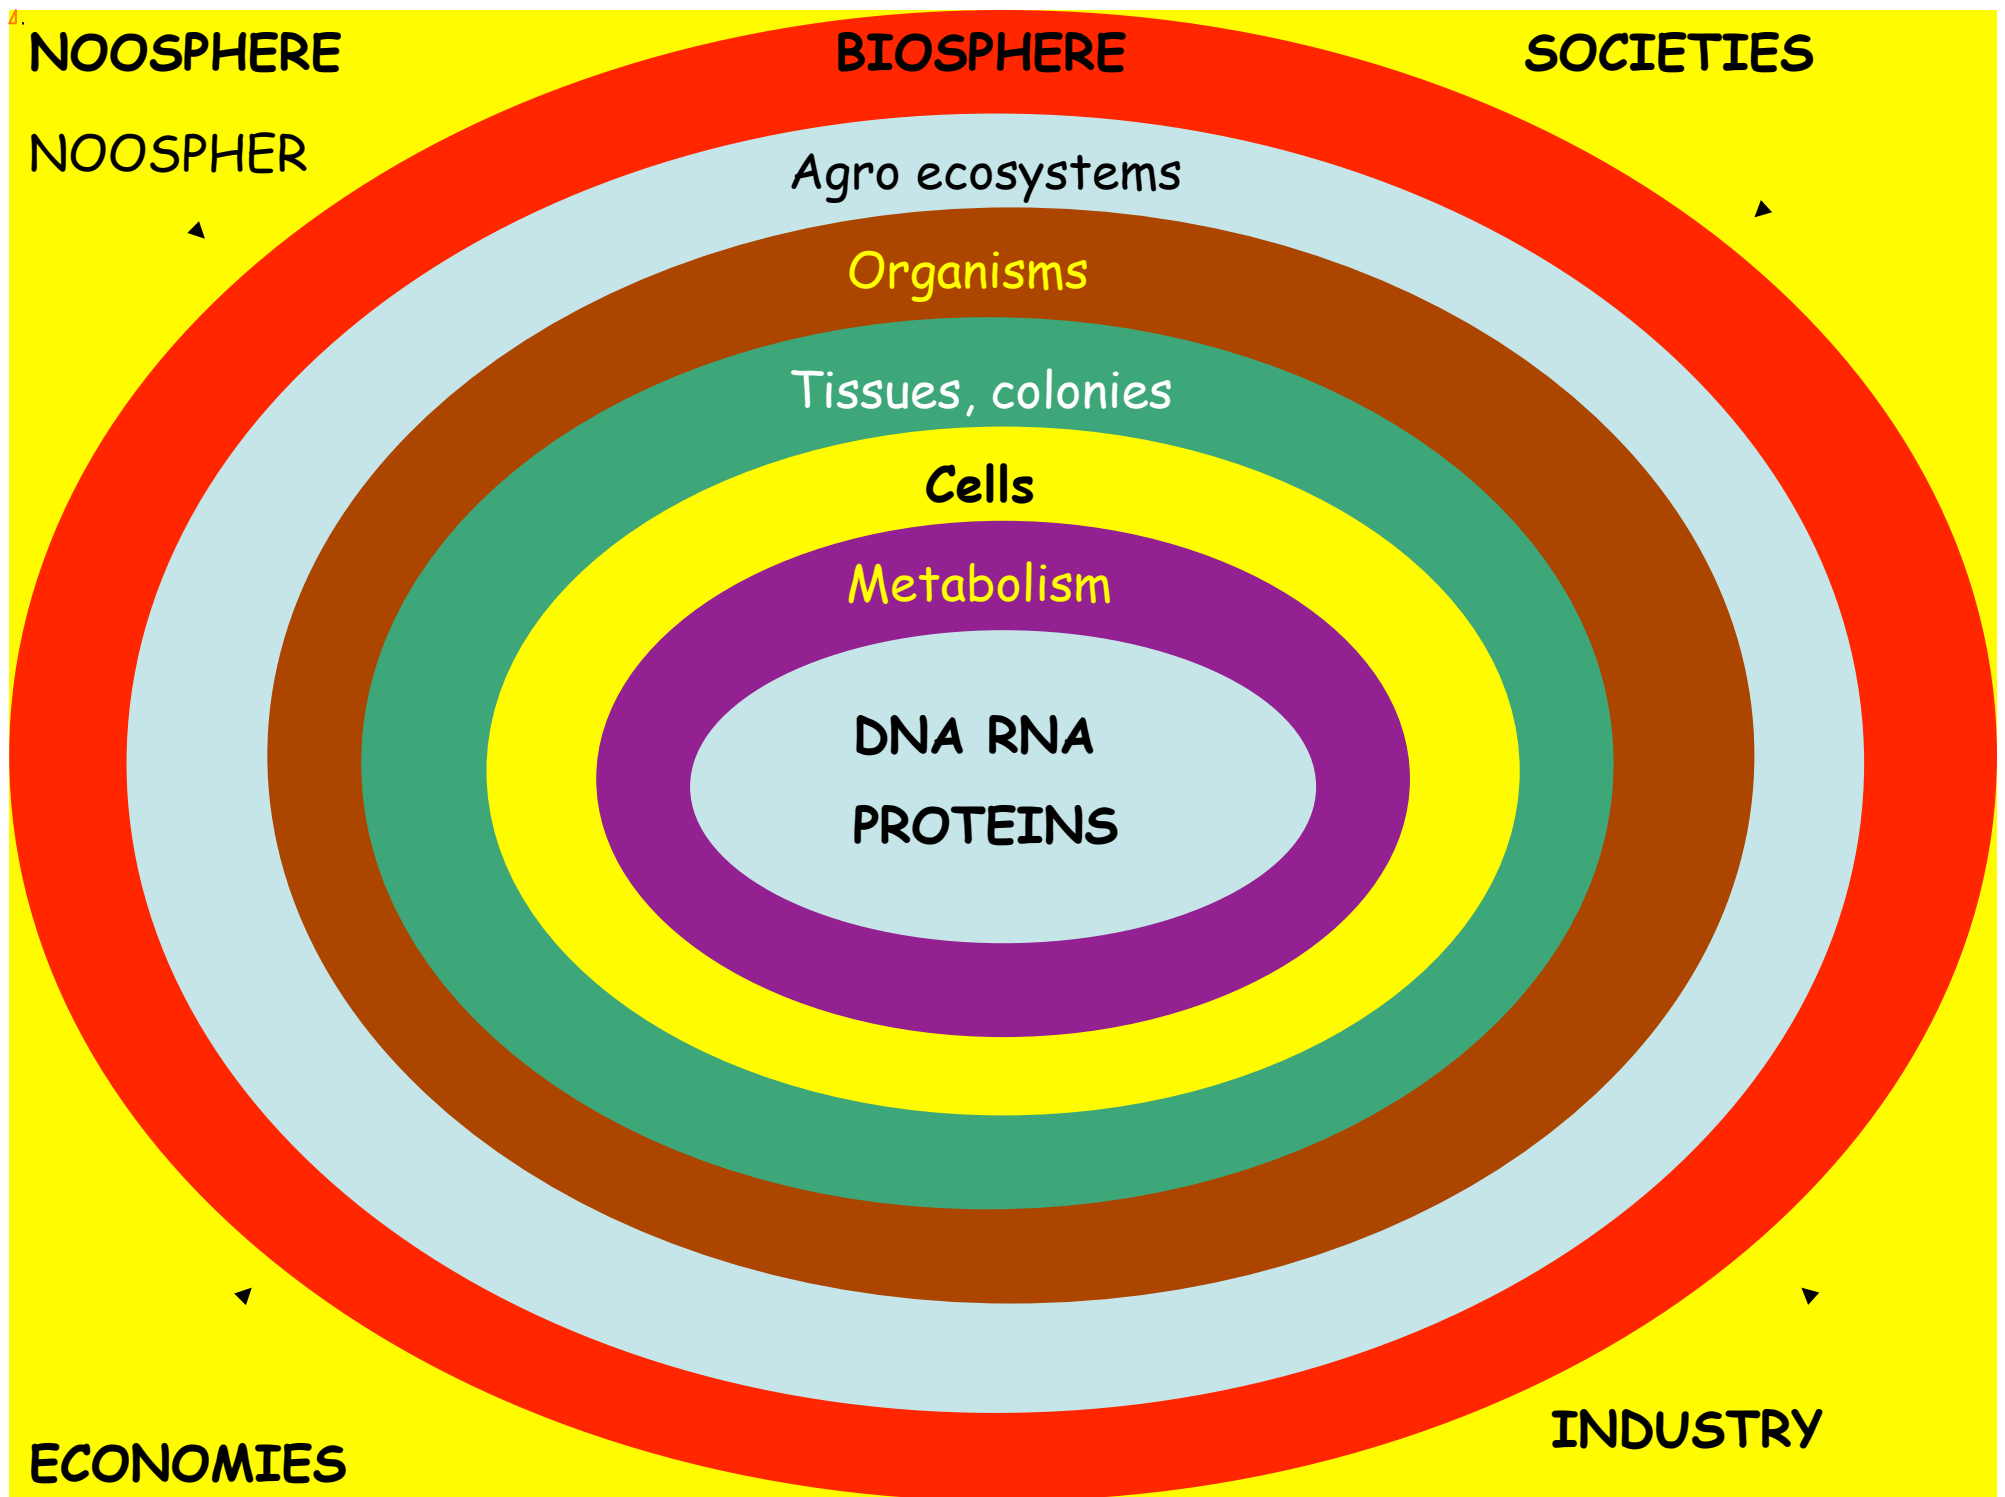 NOOSPHERE
BIOSPHERE
SOCIETIES
NOOSPHER
Agro ecosystems
Organisms
Tissues, colonies
Cells
Metabolism
DNA RNA
PROTEINS
INDUSTRY
ECONOMIES